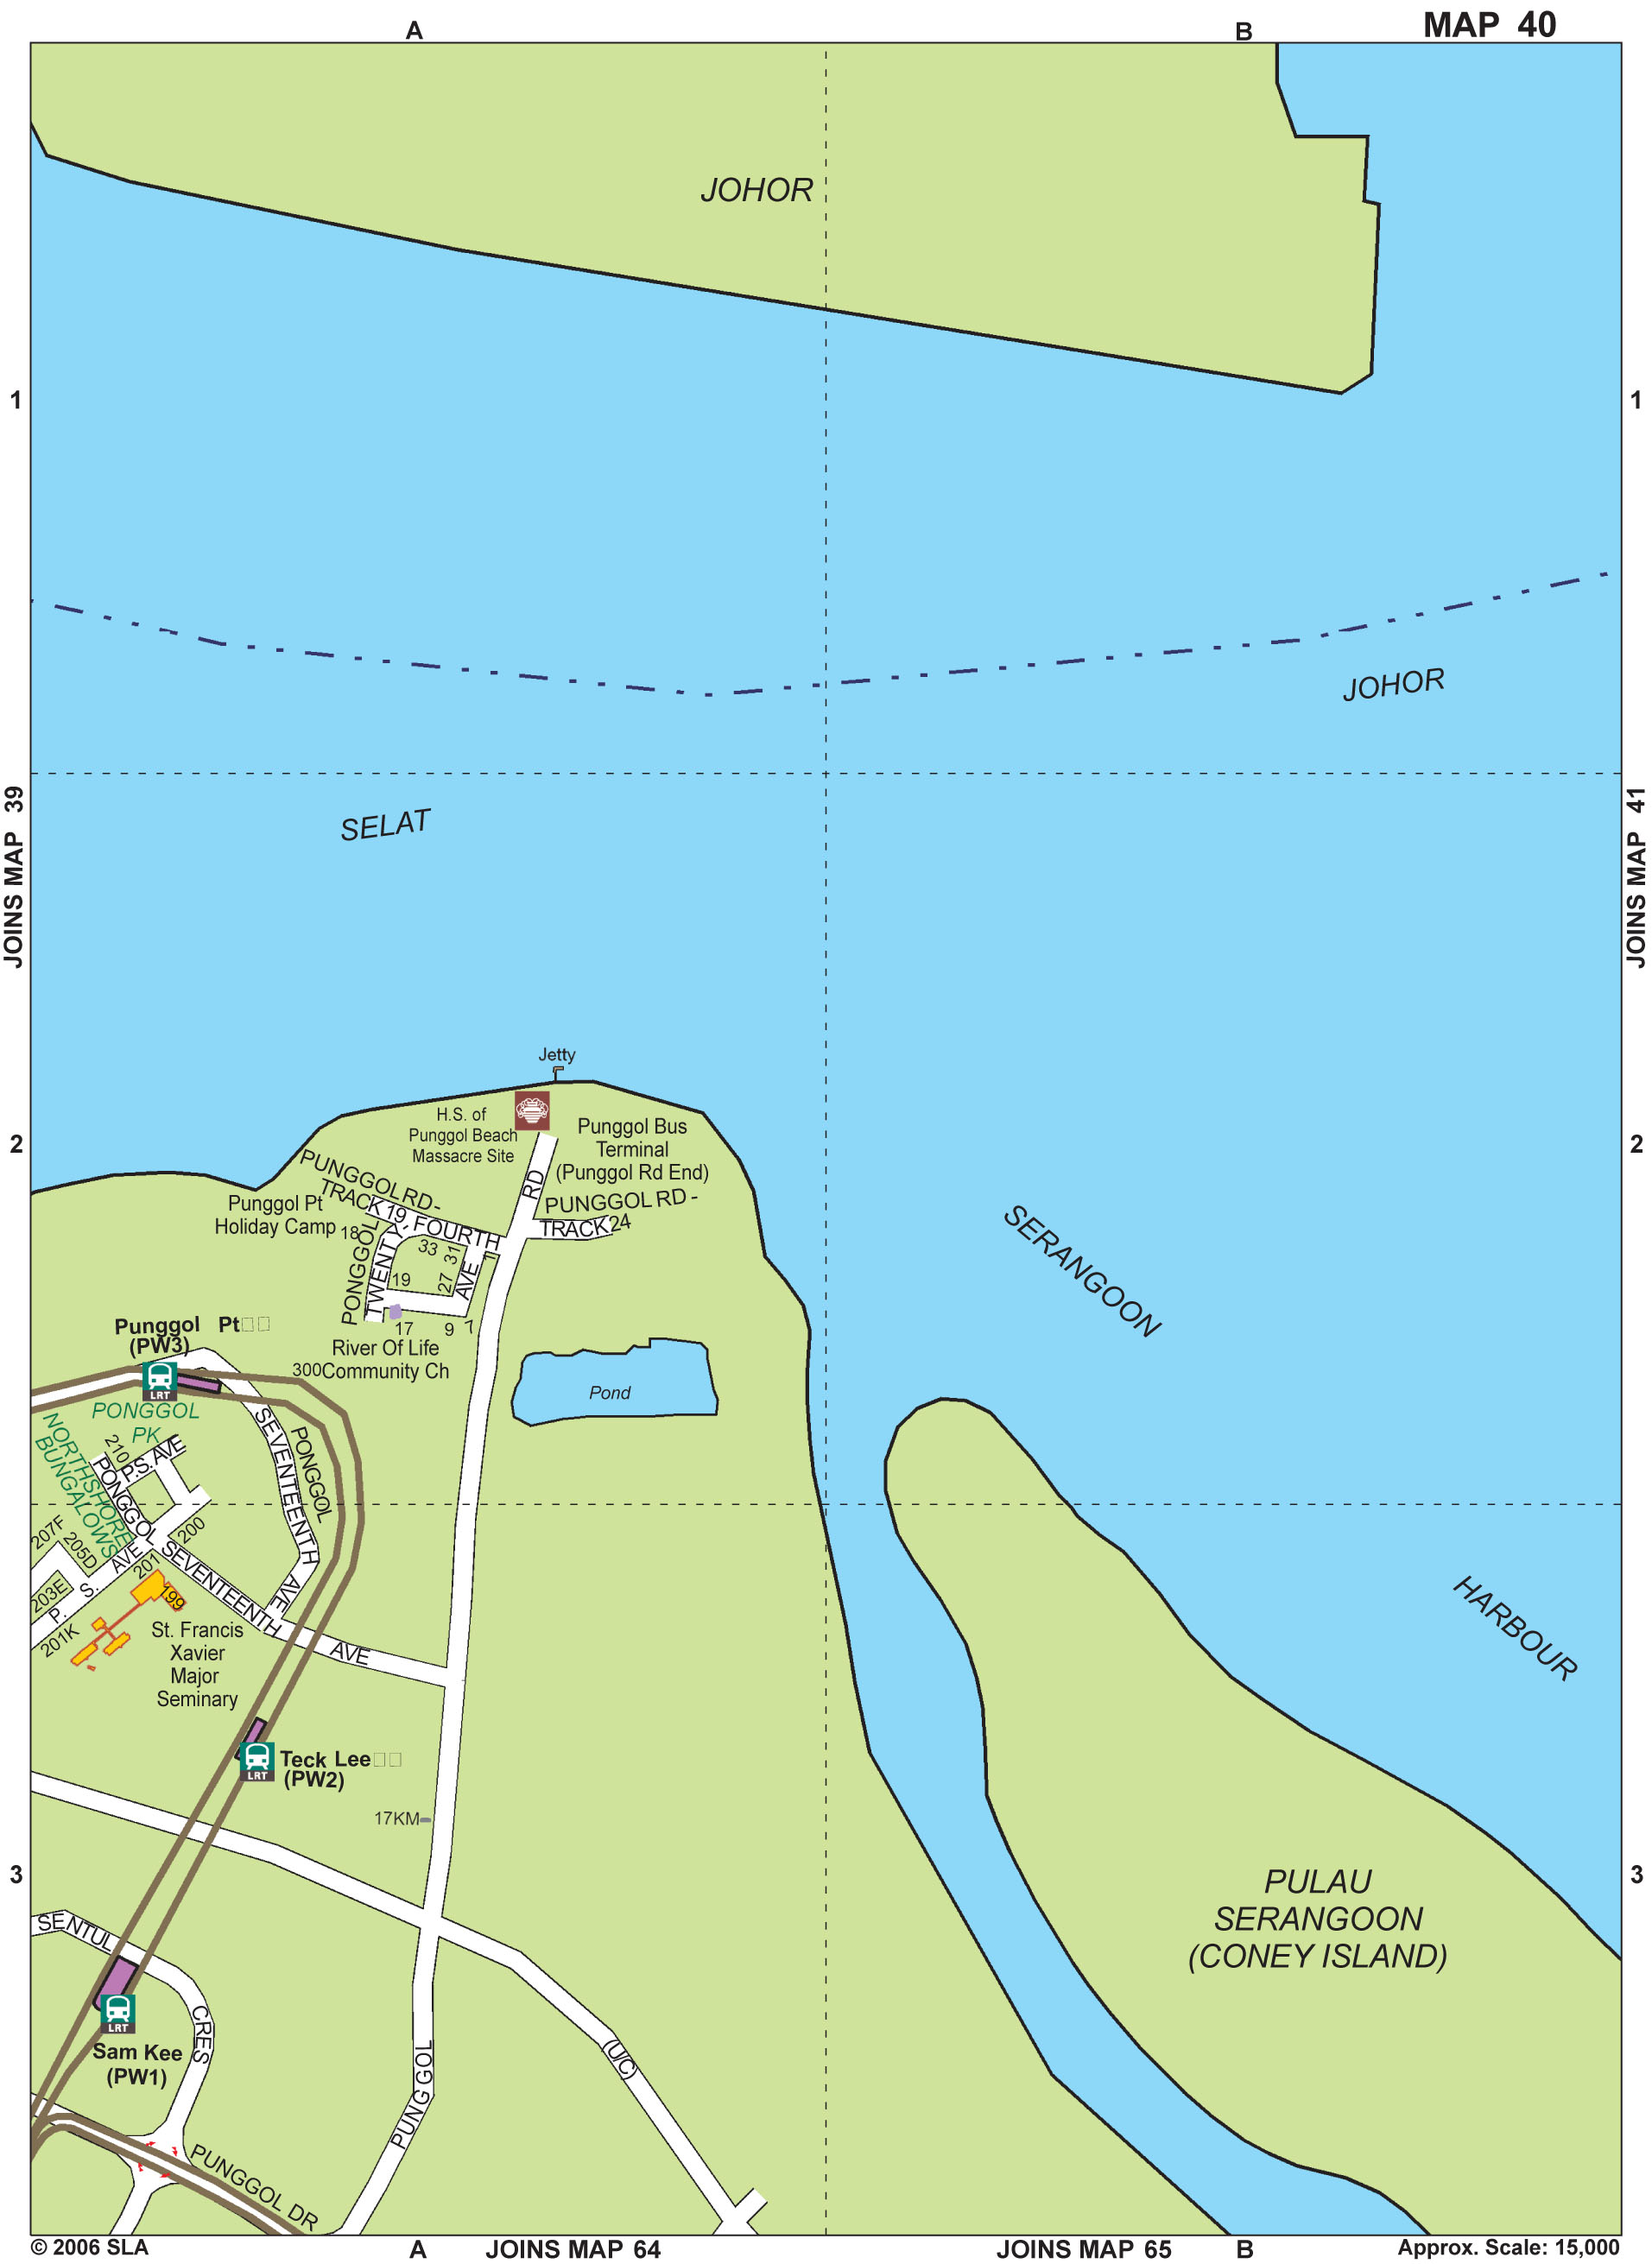 MAP 40
A
B
JOHOR
1
1
JOHOR
JOINS MAP 39
SELAT
JOINS MAP 41
Jetty
H.S. of
Punggol Beach
Massacre Site
Punggol Bus
Terminal
(Punggol Rd End)
2
2
PUNGGOL RD -
TRACK 19
RD
PUNGGOL RD -
TRACK 24
Punggol Pt
Holiday Camp
18
PONGGOL
TWENTY-FOURTH
AVE
33
31
1
27
19
17
9
7
River Of Life
Community Ch
300
SERANGOON
HARBOUR
Punggol Pt
(PW3)
LRT
Pond
PONGGOL
PK
NORTHSHORE
BUNGALOWS
210
P.S. AVE
PONGGOL
SEVENTEENTH
AVE
PONGGOL
SEVENTEENTH
AVE
207F
205D
203E
201K
P. S. AVE
201
200
199
St. Francis
Xavier
Major
Seminary
Teck Lee
(PW2)
LRT
17KM
3
3
PULAU
SERANGOON
(CONEY ISLAND)
SENTUL
CRES
LRT
Sam Kee
(PW1)
PUNGGOL
(U/C)
PUNGGOL DR
© 2006 SLA
A
JOINS MAP 64
JOINS MAP 65
B
Approx. Scale: 15,000